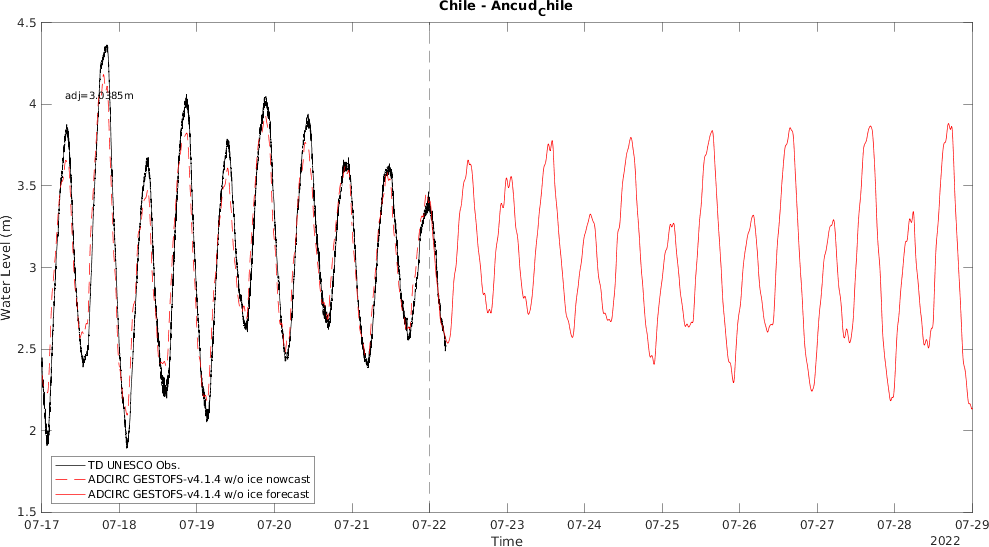 Chile - Ancud_Chile
4.5
4
3.5
3
2.5
2
1.5
Water Level (m)
adj=3.0385m
TD UNESCO Obs.
ADCIRC GESTOFS-v4.1.4 w/o ice nowcast
ADCIRC GESTOFS-v4.1.4 w/o ice forecast
07-17 07-18 07-19 07-20 07-21 07-22 07-23 07-24 07-25 07-26 07-27 07-28 07-29
Time
2022